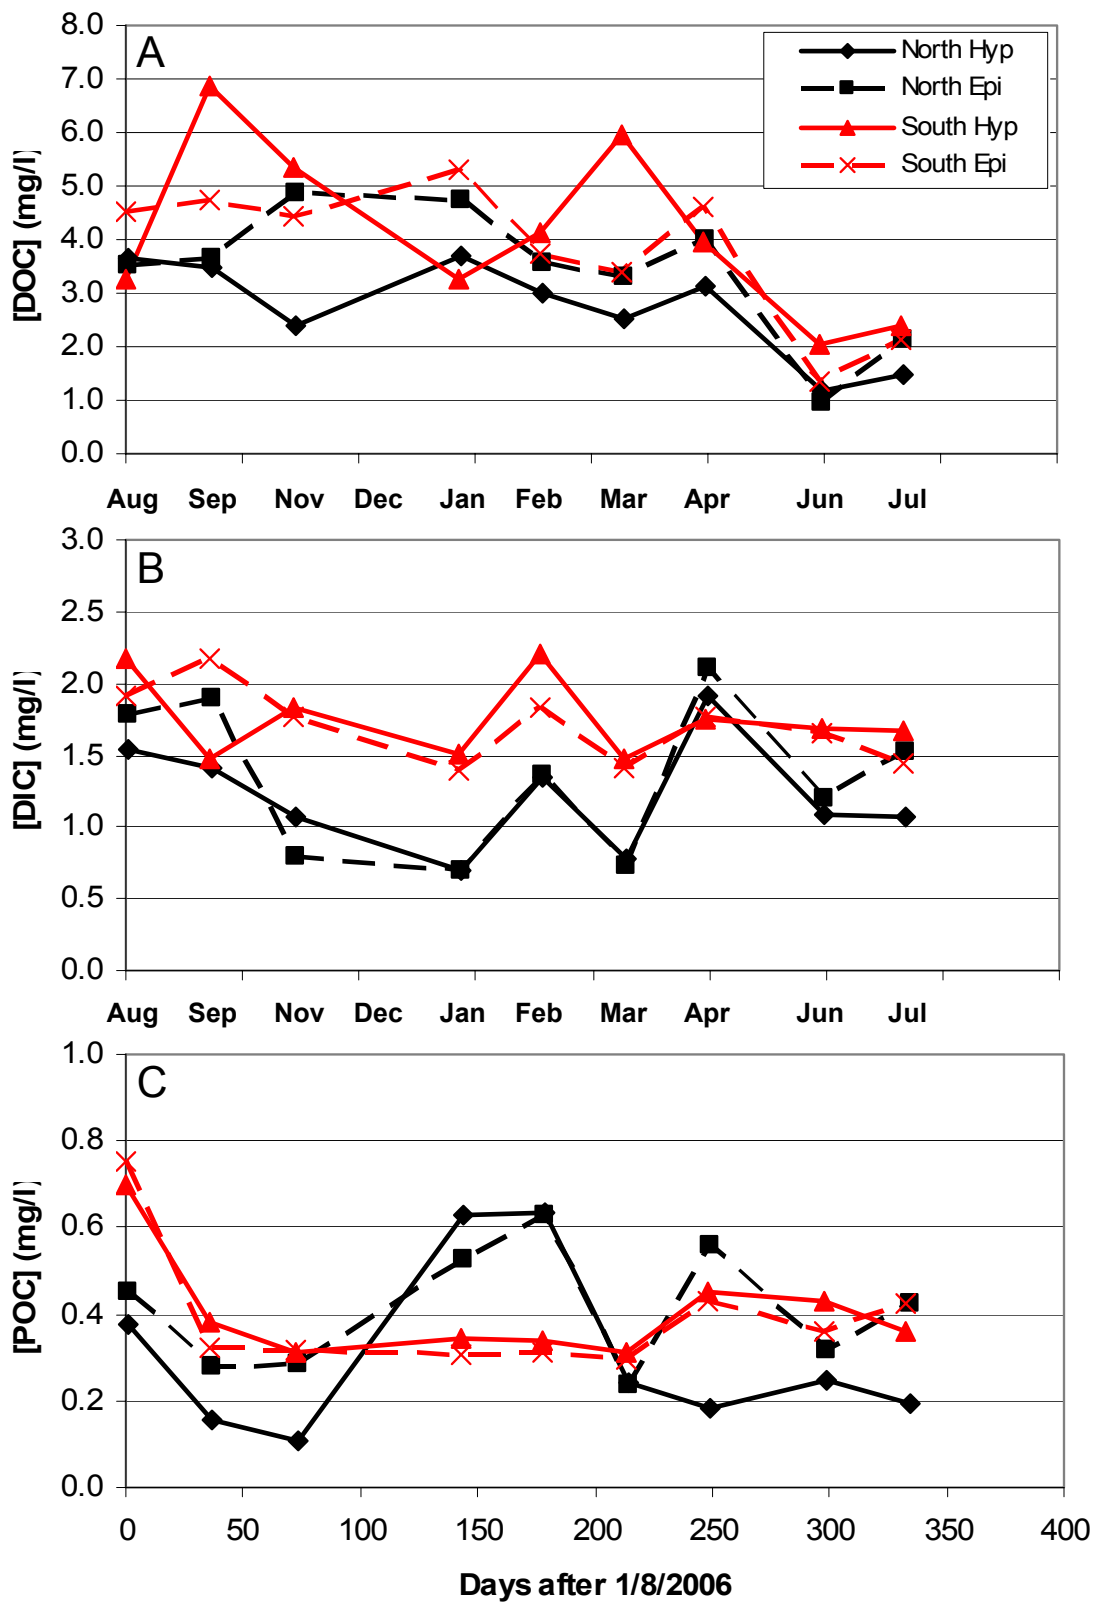 8.0
A
North Hyp
7.0
North Epi
6.0
South Hyp
South Epi
5.0
4.0
3.0
2.0
1.0
0.0
[DOC] (mg/l)
Aug Sep Nov Dec Jan Feb Mar Apr Jun Jul
3.0
B
2.5
2.0
1.5
1.0
0.5
0.0
[DIC] (mg/l)
Aug Sep Nov Dec Jan Feb Mar Apr Jun Jul
1.0
C
0.8
0.6
0.4
0.2
0.0
[POC] (mg/l)
0 50 100 150 200 250 300 350 400
Days after 1/8/2006